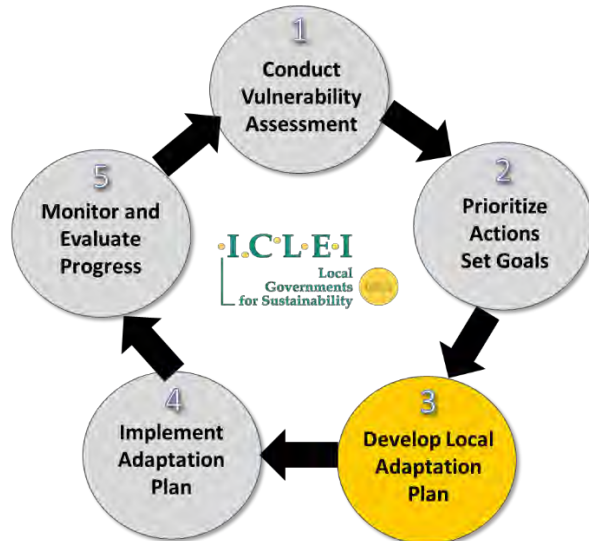 1
Conduct
Vulnerability
Assessment
2
Prioritize
Actions
Set Goals
3
Develop Local
Adaptation
Plan
4
Implement
Adaptation
Plan
5
Monitor and
Evaluate
Progress
I.C.L.E.I
Local
Governments
for Sustainability